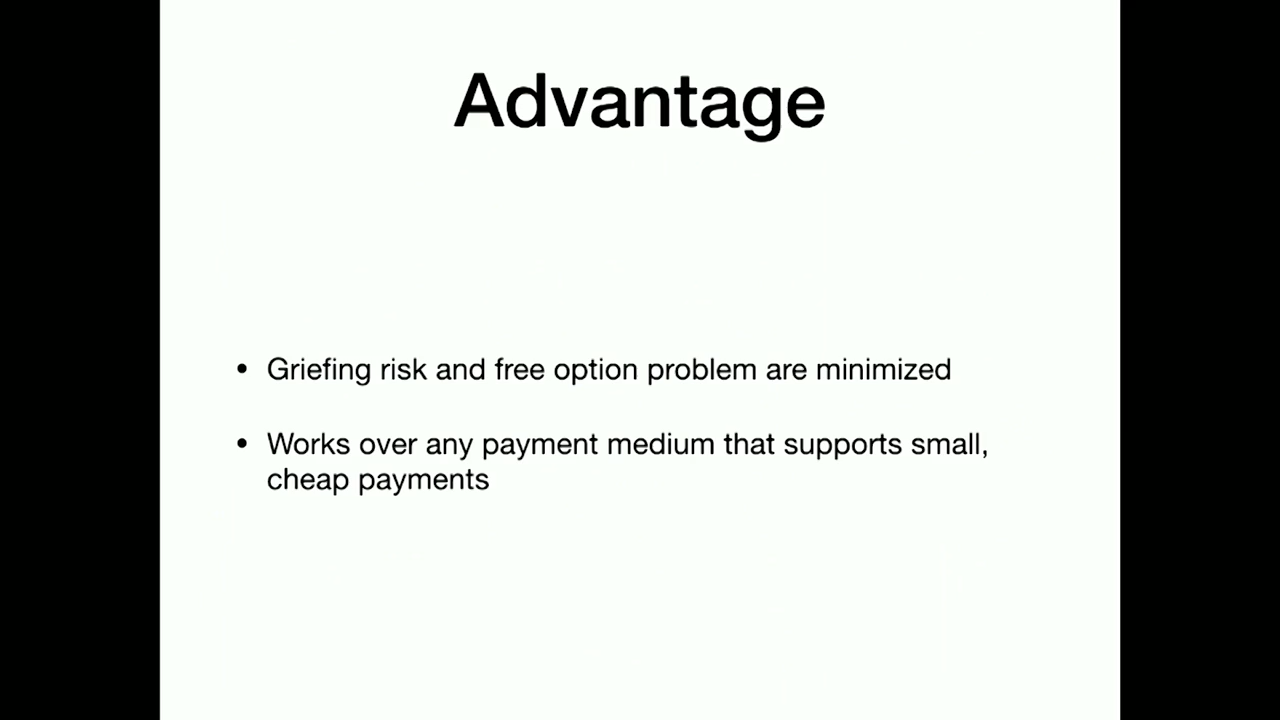 Advantage
• Griefing risk and free option problem are minimized
• Works over any payment medium that supports small,
cheap payments